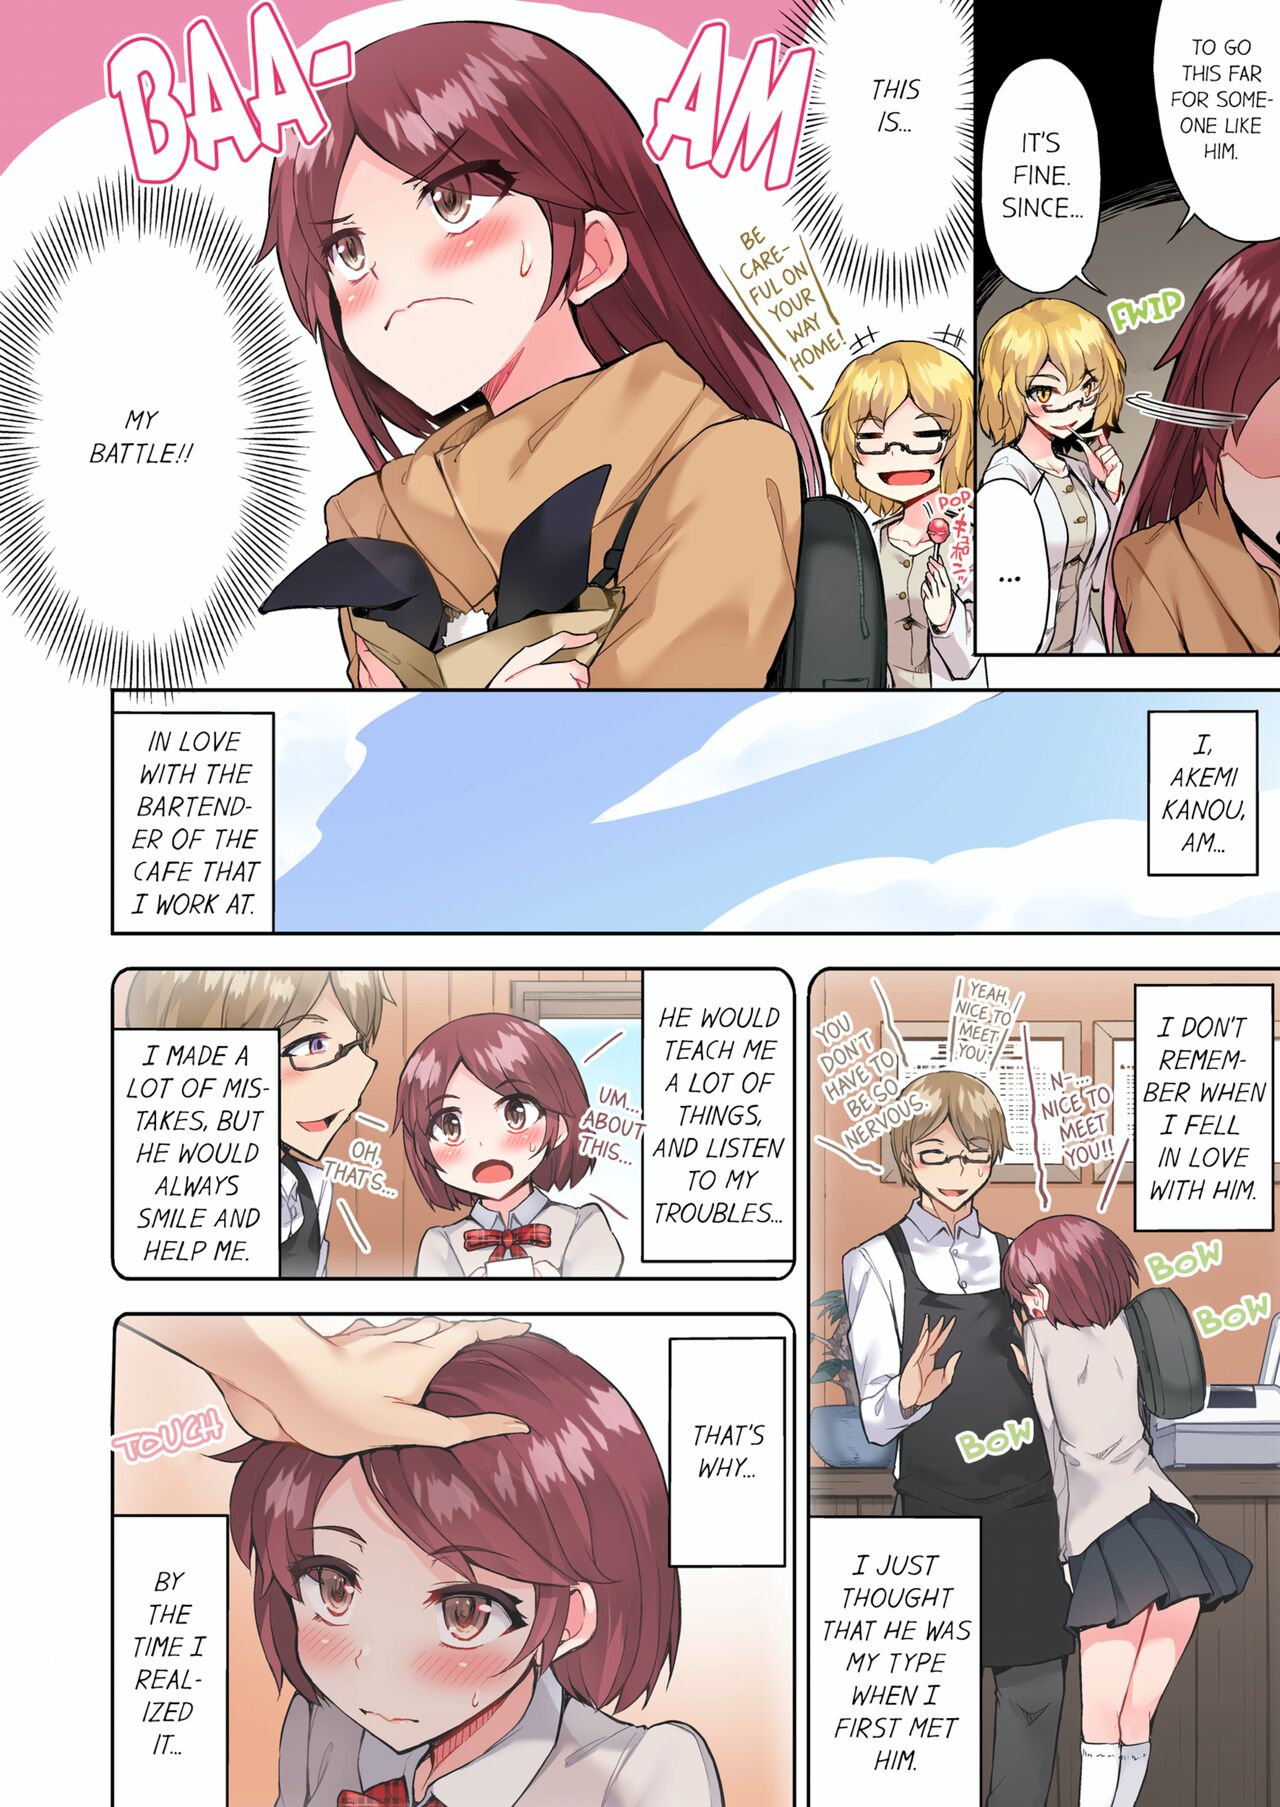 TO GO
THIS FAR
FOR SOME-
ONE LIKE
HIM.
IT'S
FINE.
SINCE...
FWIP
...
THIS
IS...
BE
CARE-
FUL ON
YOUR
WAY
HOME!
POP
キュポンッ
BAA-
AM
MY
BATTLE!!
I,
AKEMI
KANOU,
AM...
IN LOVE
WITH THE
BARTEND-
ER OF THE
CAFE THAT
I WORK AT.
I DON'T
REMEM-
BER WHEN
I FELL
IN LOVE
WITH HIM.
N-...
NICE TO
MEET
YOU!!
YEAH,
NICE TO
MEET
YOU.
YOU
DON'T
HAVE TO
BE SO
NERVOUS.
BOW
BOW
BOW
I JUST
THOUGHT
THAT HE WAS
MY TYPE
WHEN I
FIRST MET
HIM.
HE WOULD
TEACH ME
A LOT OF
THINGS,
AND LISTEN
TO MY
TROUBLES...
UM...
ABOUT
THIS...
OH,
THAT'S...
I MADE A
LOT OF MIS-
TAKES, BUT
HE WOULD
ALWAYS
SMILE AND
HELP ME.
THAT'S
WHY...
TOUCH
BY
THE
TIME I
REAL-
IZED
IT...